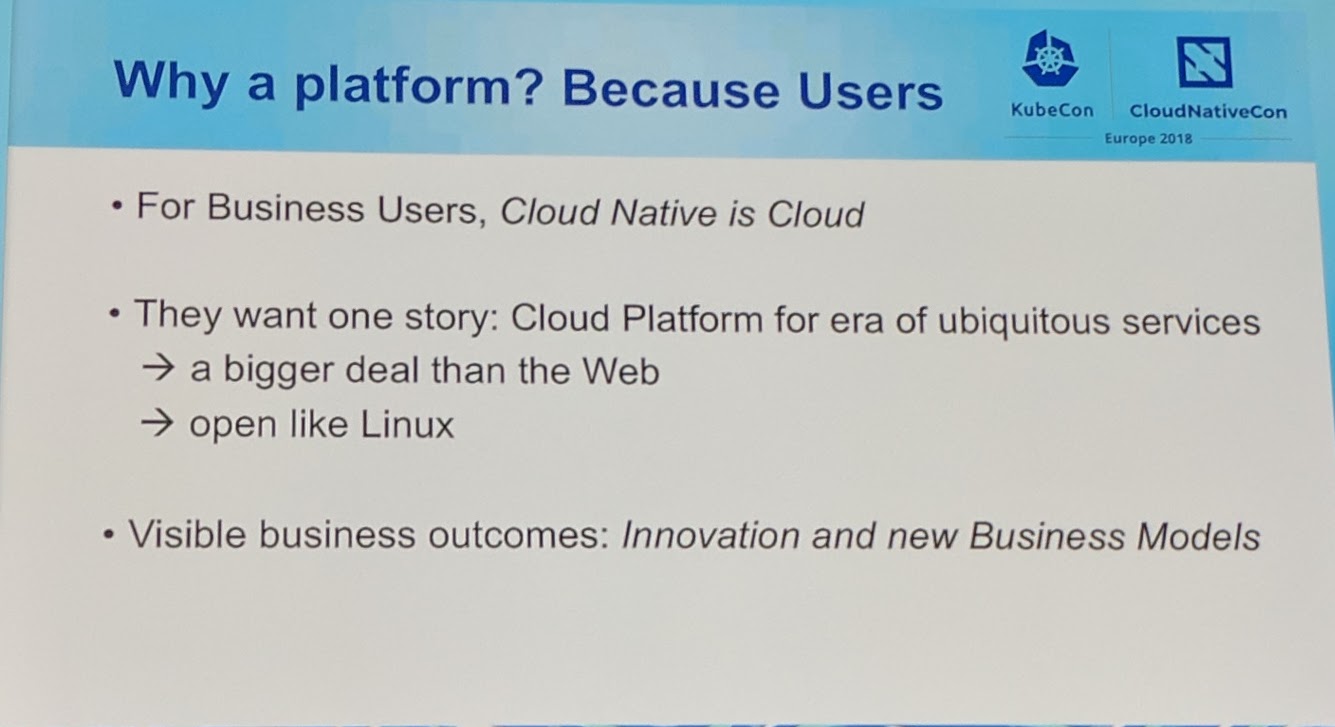 Why a platform? Because Users
KubeCon
CloudNativeCon
Europe 2018
• For Business Users, Cloud Native is Cloud
• They want one story: Cloud Platform for era of ubiquitous services
→ a bigger deal than the Web
→ open like Linux
• Visible business outcomes: Innovation and new Business Models